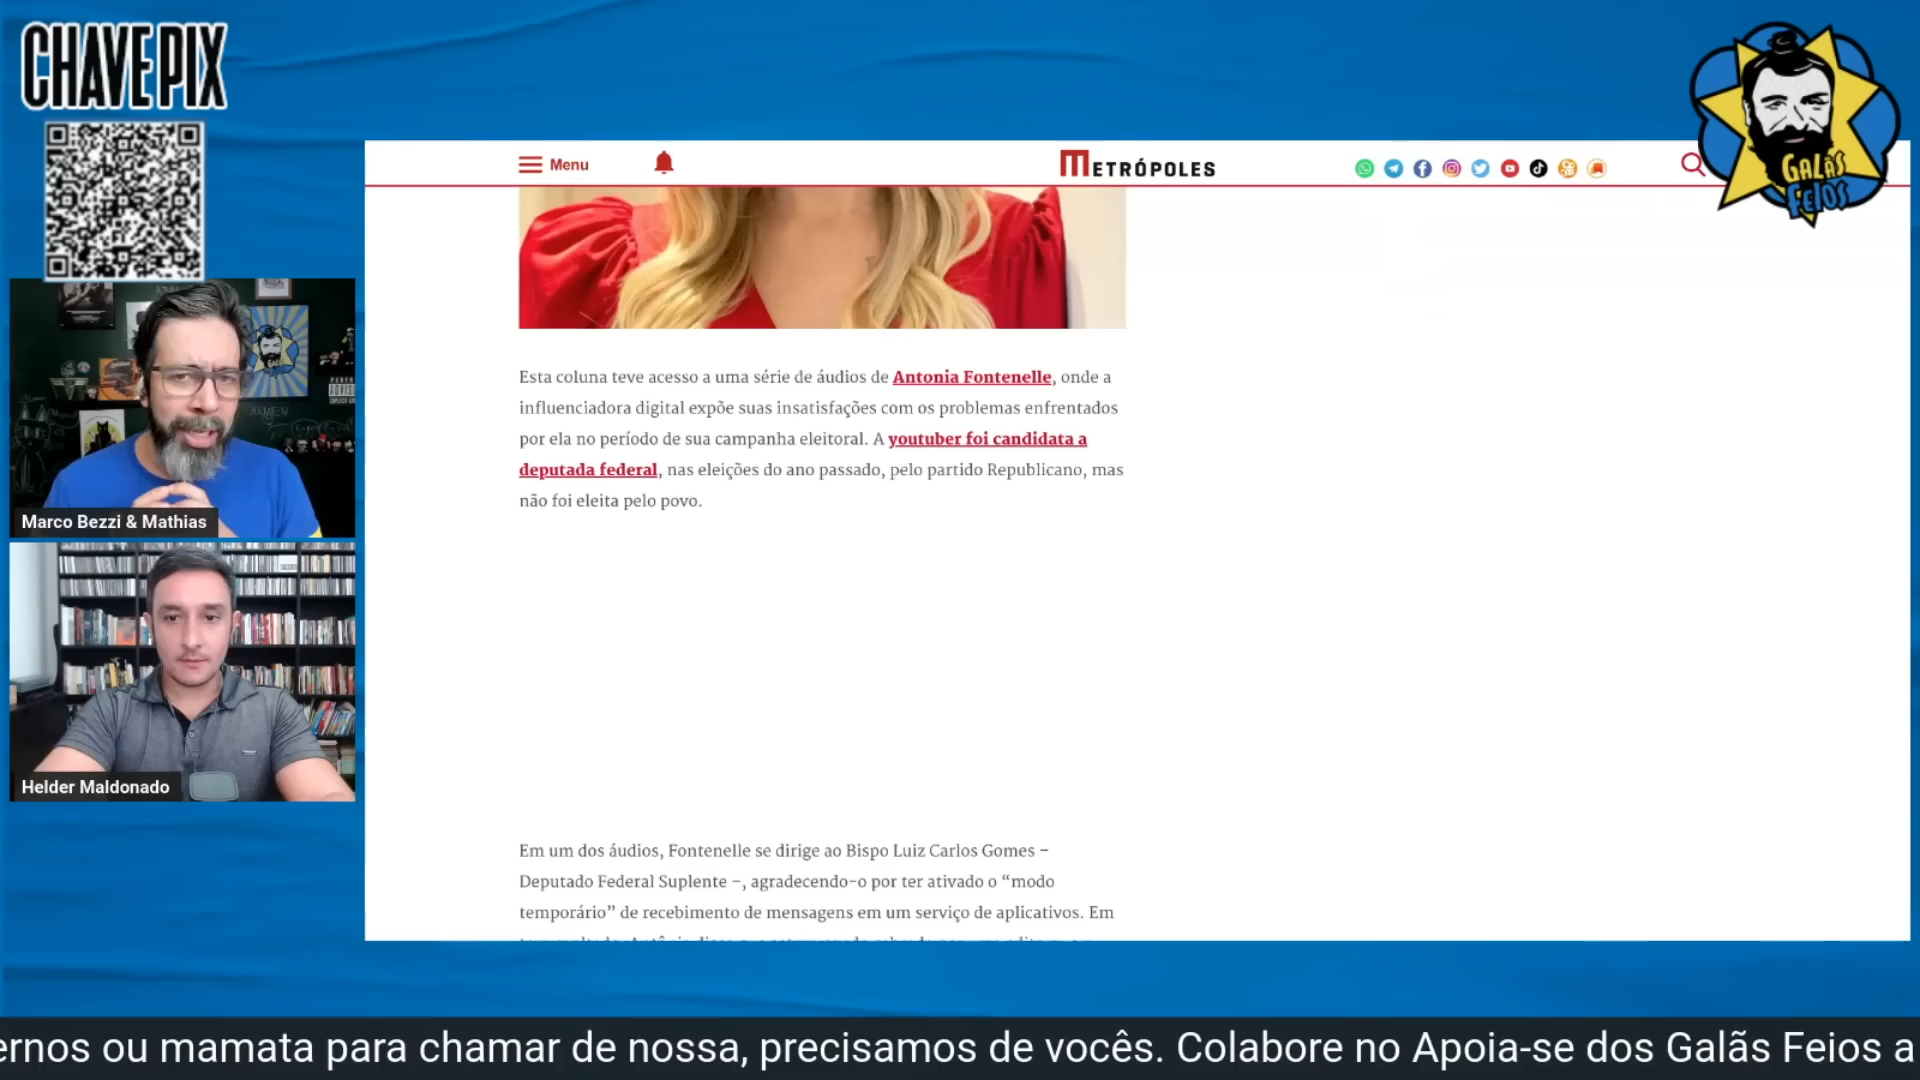 CHAVE PIX
Menu
METRÓPOLES
GALÃS
FEIOS
Esta coluna teve acesso a uma série de áudios de Antonia Fontenelle, onde a
influenciadora digital expõe suas insatisfações com os problemas enfrentados
por ela no período de sua campanha eleitoral. A youtuber foi candidata a
deputada federal, nas eleições do ano passado, pelo partido Republicano, mas
não foi eleita pelo povo.
Marco Bezzi & Mathias
Helder Maldonado
Em um dos áudios, Fontenelle se dirige ao Bispo Luiz Carlos Gomes –
Deputado Federal Suplente –, agradecendo-o por ter ativado o “modo
temporário” de recebimento de mensagens em um serviço de aplicativos. Em
ernos ou mamata para chamar de nossa, precisamos de vocês. Colabore no Apoia-se dos Galãs Feios a